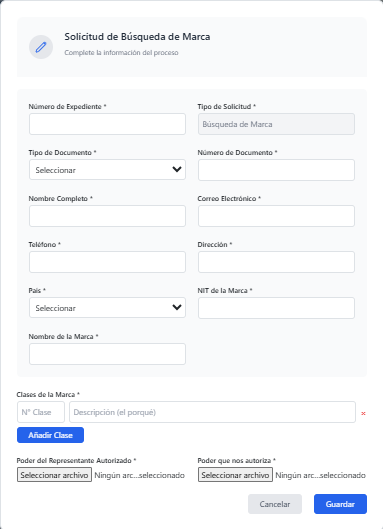 Solicitud de Búsqueda de Marca
Complete la información del proceso
Número de Expediente *
Tipo de Solicitud *
Búsqueda de Marca
Tipo de Documento *
Número de Documento *
Seleccionar
Nombre Completo *
Correo Electrónico *
Teléfono *
Dirección *
País *
NIT de la Marca *
Seleccionar
Nombre de la Marca *
Clases de la Marca *
N° Clase
Descripción (el porqué)
×
Añadir Clase
Poder del Representante Autorizado *
Poder que nos autoriza *
Seleccionar archivo Ningún arc...seleccionado
Seleccionar archivo Ningún arc...seleccionado
Cancelar
Guardar